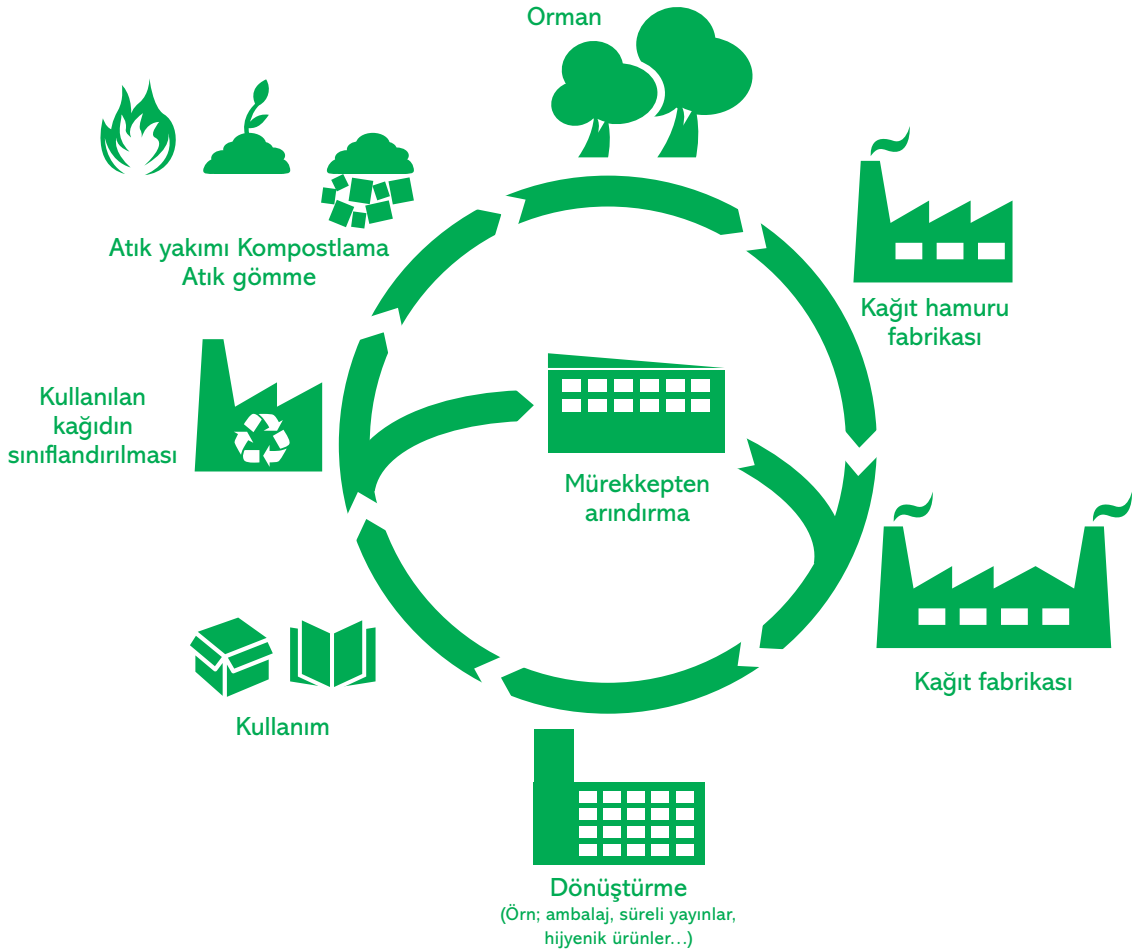 Orman
Kağıt hamuru
fabrikası
Kağıt fabrikası
Dönüştürme
(Örn; ambalaj, süreli yayınlar,
hijyenik ürünler...)
Kullanım
Kullanılan
kağıdın
sınıflandırılması
Atık yakımı Kompostlama
Atık gömme
Mürekkepten
arındırma